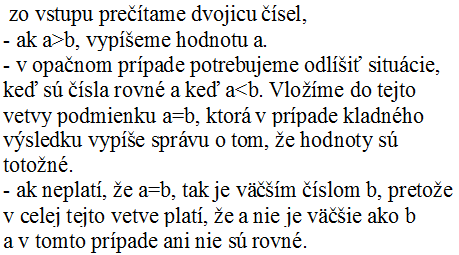 zo vstupu prečítame dvojicu čísel,
- ak a>b, vypíšeme hodnotu a.
- v opačnom prípade potrebujeme odlíšiť situácie,
keď sú čísla rovné a keď a<b. Vložíme do tejto
vetvy podmienku a=b, ktorá v prípade kladného
výsledku vypíše správu o tom, že hodnoty sú
totožné.
- ak neplatí, že a=b, tak je väčším číslom b, pretože
v celej tejto vetve platí, že a nie je väčšie ako b
a v tomto prípade ani nie sú rovné.